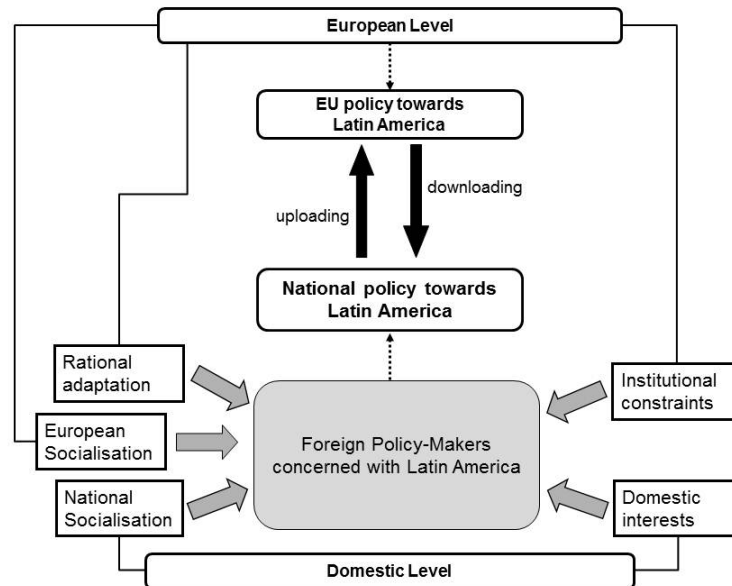 European Level
EU policy towards
Latin America
uploading
downloading
National policy towards
Latin America
Rational
adaptation
European
Socialisation
National
Socialisation
Foreign Policy-Makers
concerned with Latin America
Institutional
constraints
Domestic
interests
Domestic Level